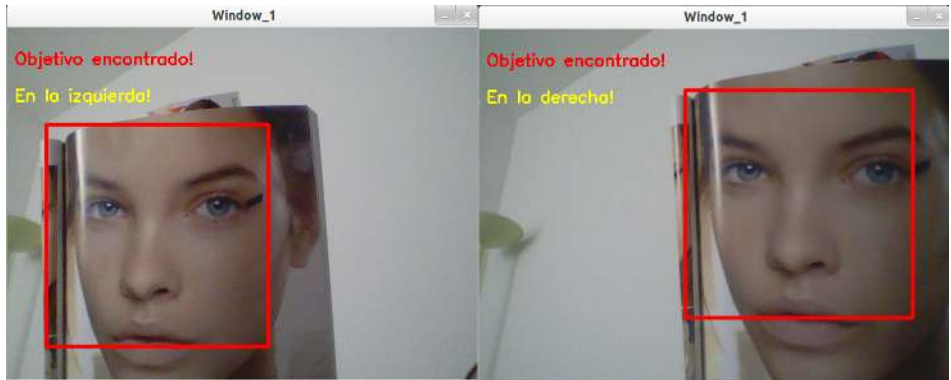 Window_1
Objetivo encontrado!
En la izquierda!
Window_1
Objetivo encontrado!
En la derecha!